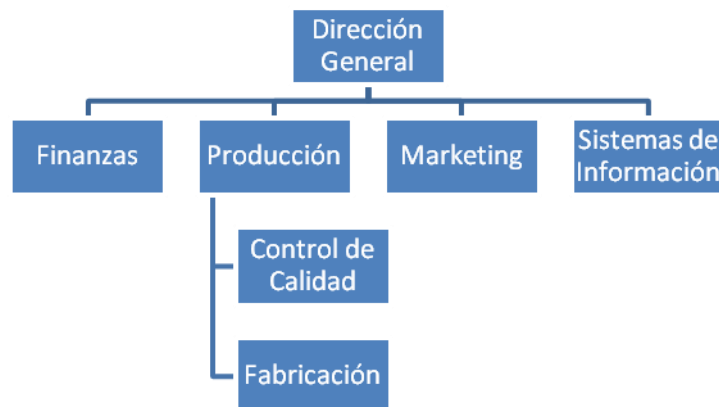 Dirección
General
Finanzas
Producción
Marketing
Sistemas de
Información
Control de
Calidad
Fabricación